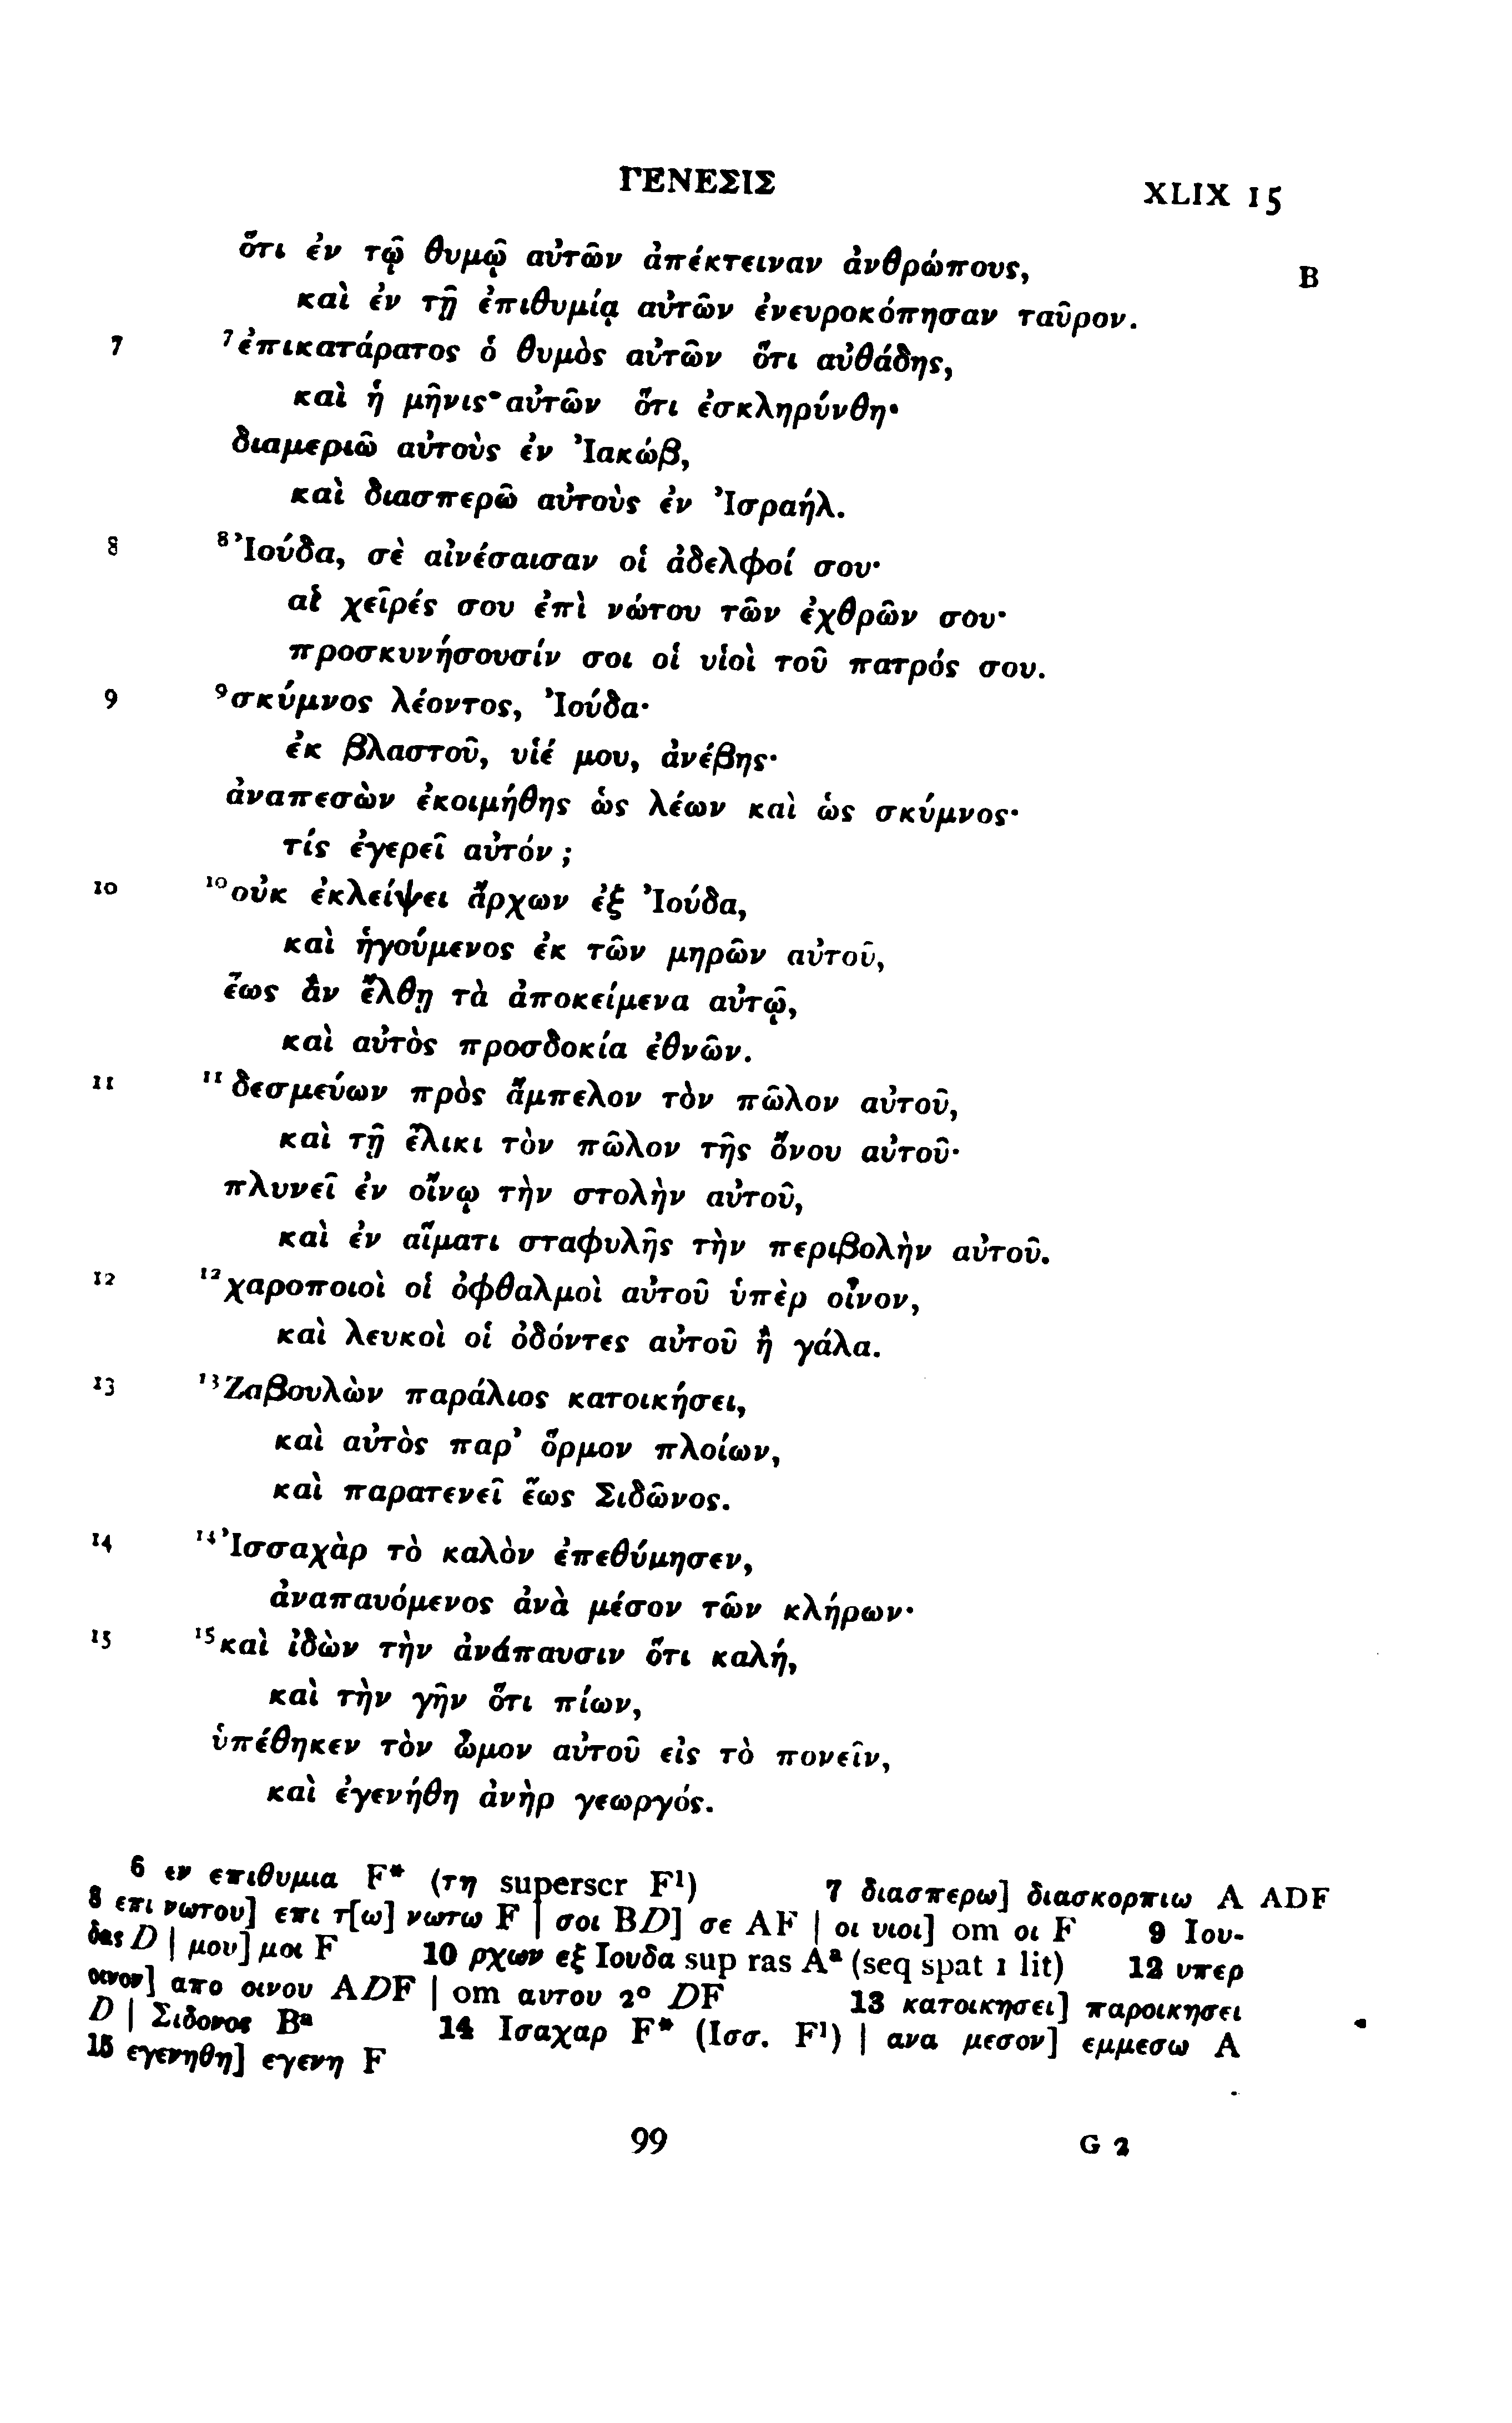 ΓΕΝΕΣΙΣ XLIX 15
ὅτι ἐν τῷ θυμῷ αὐτῶν ἀπέκτειναν ἀνθρώπους, B
καὶ ἐν τῇ ἐπιθυμίᾳ αὐτῶν ἐνευροκόπησαν ταῦρον.
7 ⁷ἐπικατάρατος ὁ θυμὸς αὐτῶν ὅτι αὐθάδης,
καὶ ἡ μῆνις αὐτῶν ὅτι ἐσκληρύνθη·
διαμεριῶ αὐτοὺς ἐν Ἰακώβ,
καὶ διασπερῶ αὐτοὺς ἐν Ἰσραήλ.
8 ⁸Ἰούδα, σὲ αἰνέσαισαν οἱ ἀδελφοί σου·
αἱ χεῖρές σου ἐπὶ νώτου τῶν ἐχθρῶν σου·
προσκυνήσουσίν σοι οἱ υἱοὶ τοῦ πατρός σου.
9 ⁹σκύμνος λέοντος, Ἰούδα·
ἐκ βλαστοῦ, υἱέ μου, ἀνέβης·
ἀναπεσὼν ἐκοιμήθης ὡς λέων καὶ ὡς σκύμνος·
τίς ἐγερεῖ αὐτόν;
10 ¹⁰οὐκ ἐκλείψει ἄρχων ἐξ Ἰούδα,
καὶ ἡγούμενος ἐκ τῶν μηρῶν αὐτοῦ,
ἕως ἂν ἔλθῃ τὰ ἀποκείμενα αὐτῷ,
καὶ αὐτὸς προσδοκία ἐθνῶν.
11 ¹¹δεσμεύων πρὸς ἄμπελον τὸν πῶλον αὐτοῦ,
καὶ τῇ ἕλικι τὸν πῶλον τῆς ὄνου αὐτοῦ·
πλυνεῖ ἐν οἴνῳ τὴν στολὴν αὐτοῦ,
καὶ ἐν αἵματι σταφυλῆς τὴν περιβολὴν αὐτοῦ.
12 ¹²χαροποιοὶ οἱ ὀφθαλμοὶ αὐτοῦ ὑπὲρ οἶνον,
καὶ λευκοὶ οἱ ὀδόντες αὐτοῦ ἢ γάλα.
13 ¹³Ζαβουλὼν παράλιος κατοικήσει,
καὶ αὐτὸς παρ’ ὅρμον πλοίων,
καὶ παρατενεῖ ἕως Σιδῶνος.
14 ¹⁴Ἰσσαχὰρ τὸ καλὸν ἐπεθύμησεν,
ἀναπαυόμενος ἀνὰ μέσον τῶν κλήρων·
15 ¹⁵καὶ ἰδὼν τὴν ἀνάπαυσιν ὅτι καλή,
καὶ τὴν γῆν ὅτι πίων,
ὑπέθηκεν τὸν ὦμον αὐτοῦ εἰς τὸ πονεῖν,
καὶ ἐγενήθη ἀνὴρ γεωργός.
6 εν επιθυμια F* (τη superscr F¹) 7 διασπερω] διασκορπιω A ADF
8 επι νωτου] επι τ[ω] νωτω F | σοι BD] σε AF | οι υιοι] om οι F 9 Ιου-
δας D | μου] μοι F 10 ρχων εξ Ιουδα sup ras Aᵃ (seq spat 1 lit) 12 υπερ
οινον] απο οινου ADF | om αυτου 2° DF 13 κατοικησει] παροικησει
D | Σιδονος Bᵃ 14 Ισαχαρ F* (Ισσ. F¹) | ανα μεσον] εμμεσω A
15 εγενηθη] εγενη F
99 G 2